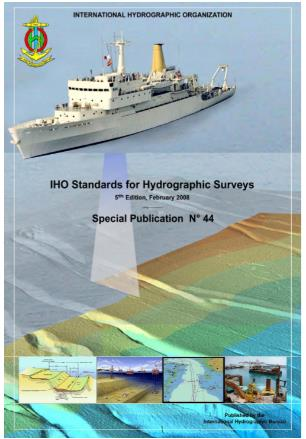 INTERNATIONAL HYDROGRAPHIC ORGANIZATION
IHO Standards for Hydrographic Surveys
5th Edition, February 2008
Special Publication N° 44
Published by the
International Hydrographic Bureau